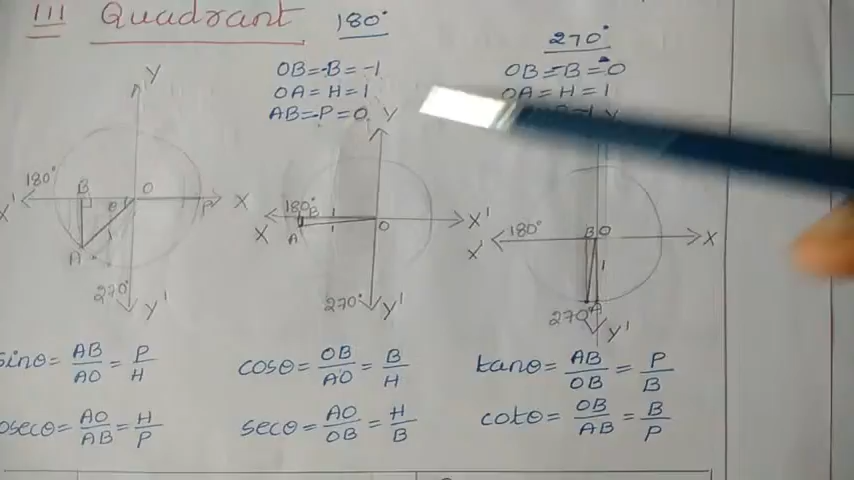 III Quadrant
180°
OB=-B=-1
OA=H=1
AB=-P=0
270°
OB=-B=-0
OA=H=1
Y
180°
B
O
θ
X'
X
P
A
1
270°
Y'
Y
180°
B
1
O
X
X'
A
1
270°
Y'
Y
180°
B O
X'
X
1
A
270°
Y'
sinθ = AB/AO = P/H
cosθ = OB/AO = B/H
tanθ = AB/OB = P/B
cosecθ = AO/AB = H/P
secθ = AO/OB = H/B
cotθ = OB/AB = B/P